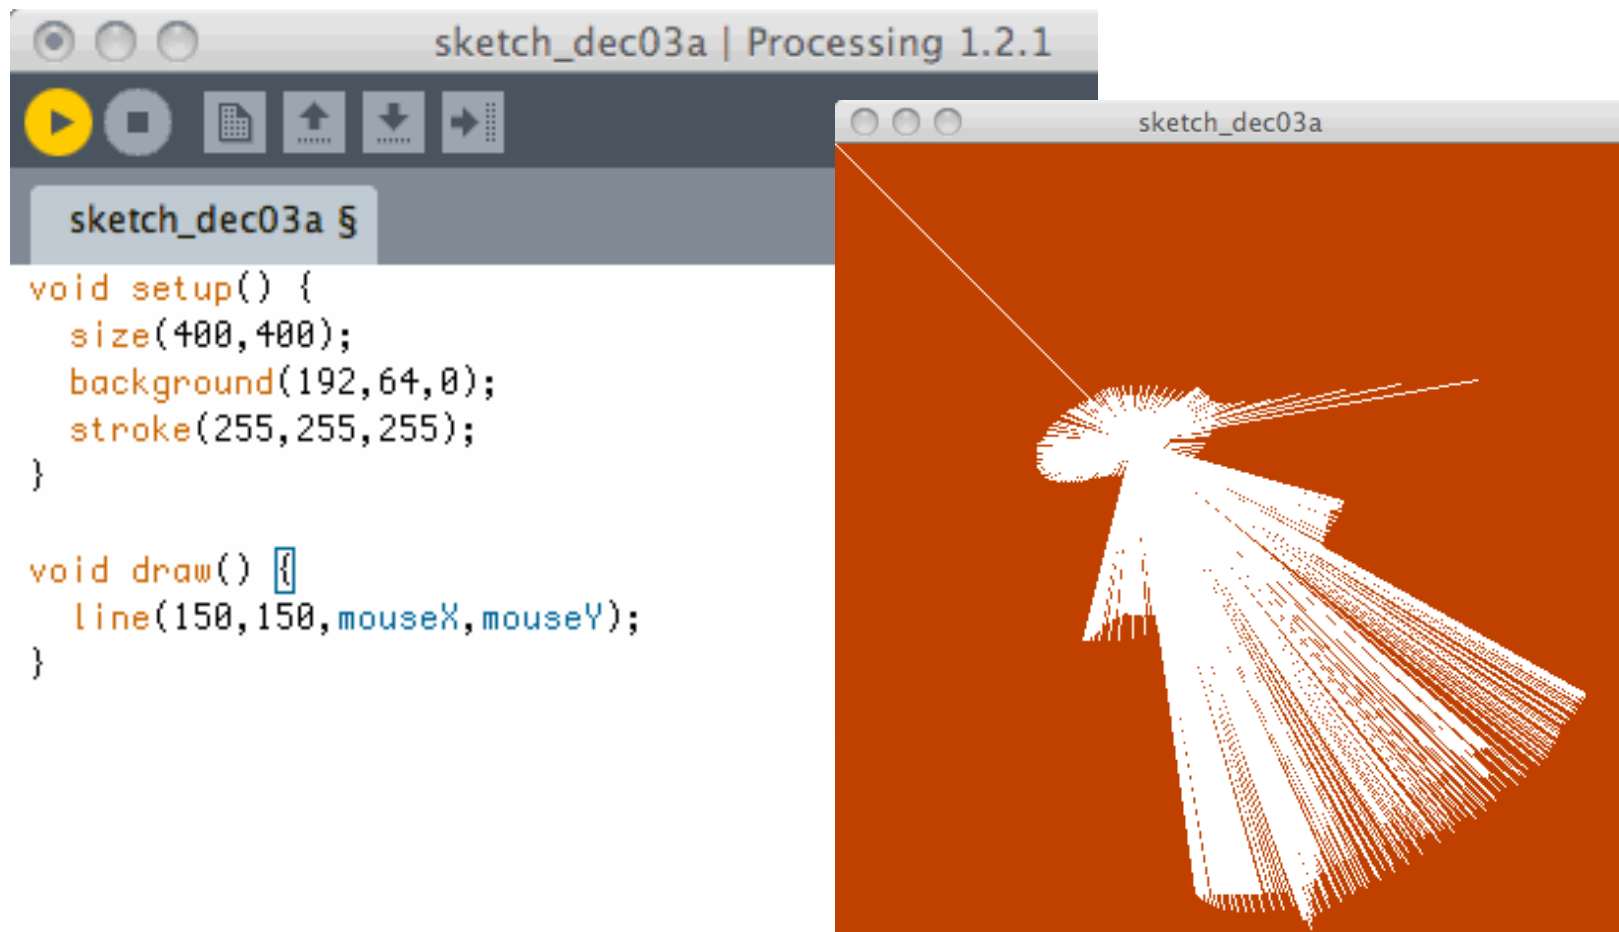 sketch_dec03a | Processing 1.2.1
sketch_dec03a
sketch_dec03a §
void setup() {
  size(400,400);
  background(192,64,0);
  stroke(255,255,255);
}
void draw() {
  line(150,150,mouseX,mouseY);
}